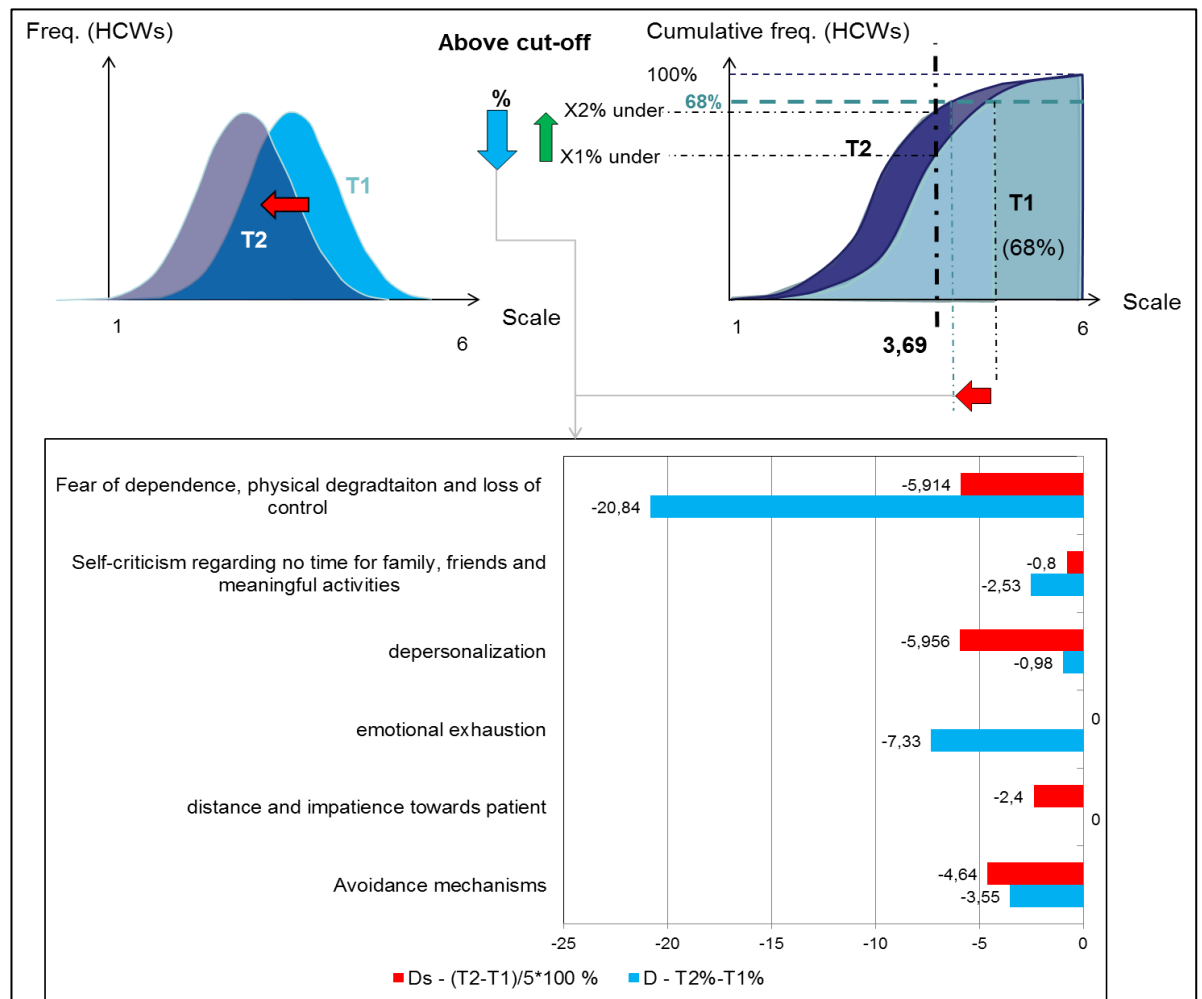 Freq. (HCWs)
T1
T2
1
6
Scale
Above cut-off
%
X2% under
X1% under
Cumulative freq. (HCWs)
100%
68%
T2
T1
(68%)
1
6
Scale
3,69
Fear of dependence, physical degradtaiton and loss of
control
-5,914
-20,84
Self-criticism regarding no time for family, friends and
meaningful activities
-0,8
-2,53
depersonalization
-5,956
-0,98
emotional exhaustion
0
-7,33
distance and impatience towards patient
-2,4
0
Avoidance mechanisms
-4,64
-3,55
-25 -20 -15 -10 -5 0
Ds - (T2-T1)/5*100 % D - T2%-T1%